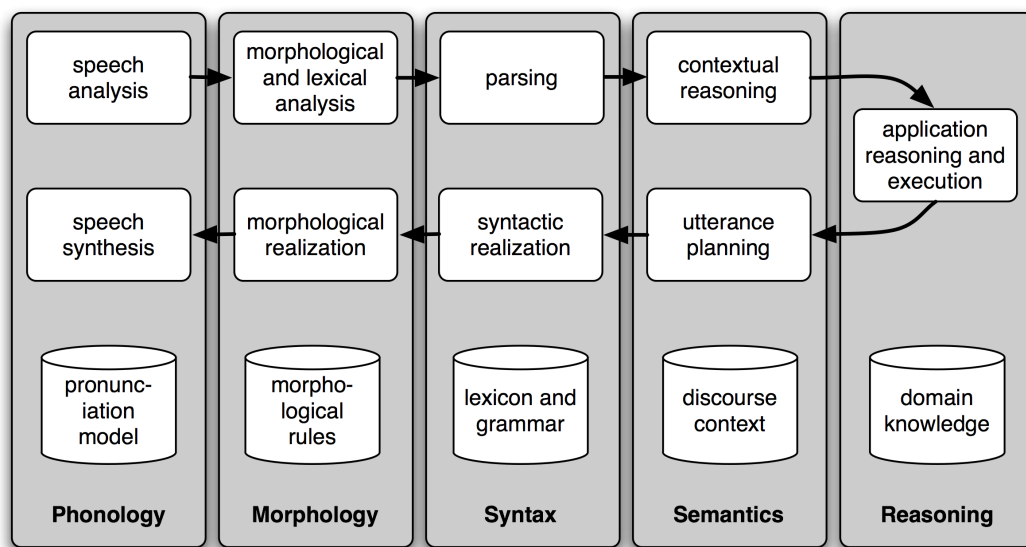 speech
analysis
morphological
and lexical
analysis
parsing
contextual
reasoning
application
reasoning and
execution
speech
synthesis
morphological
realization
syntactic
realization
utterance
planning
pronunc-
iation
model
morpho-
logical
rules
lexicon and
grammar
discourse
context
domain
knowledge
Phonology
Morphology
Syntax
Semantics
Reasoning